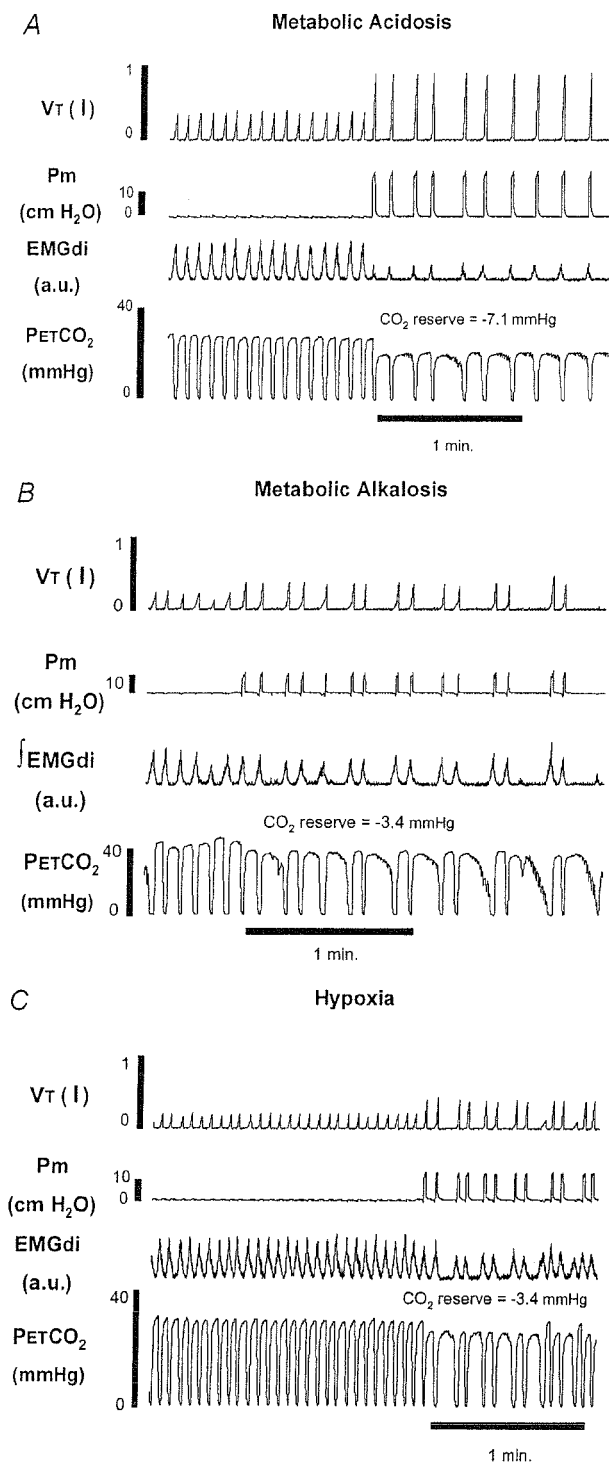 A
Metabolic Acidosis
1
VT (l)
0
10
Pm
0
(cm H₂O)
EMGdi
(a.u.)
40
CO₂ reserve = -7.1 mmHg
PETCO₂
(mmHg)
0
1 min.
B
Metabolic Alkalosis
1
VT (l)
0
Pm
10
(cm H₂O)
∫EMGdi
(a.u.)
CO₂ reserve = -3.4 mmHg
40
PETCO₂
(mmHg)
0
1 min.
C
Hypoxia
1
VT (l)
0
Pm
10
0
(cm H₂O)
EMGdi
(a.u.)
40
CO₂ reserve = -3.4 mmHg
PETCO₂
(mmHg)
0
1 min.